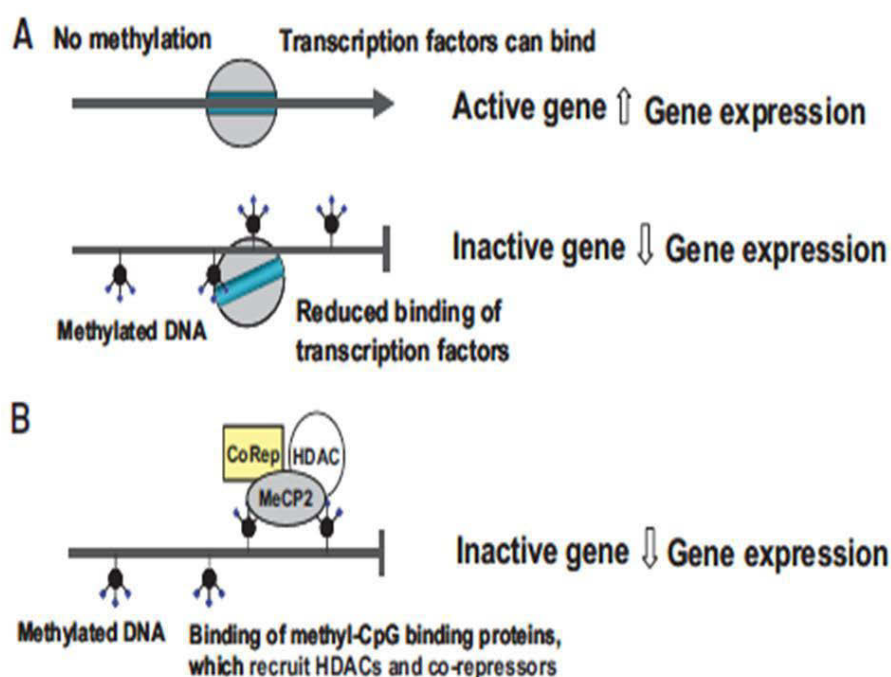 A
No methylation
Transcription factors can bind
Active gene ⇧ Gene expression
Inactive gene ⇩ Gene expression
Methylated DNA
Reduced binding of
transcription factors
B
CoRep
HDAC
MeCP2
Inactive gene ⇩ Gene expression
Methylated DNA
Binding of methyl-CpG binding proteins,
which recruit HDACs and co-repressors